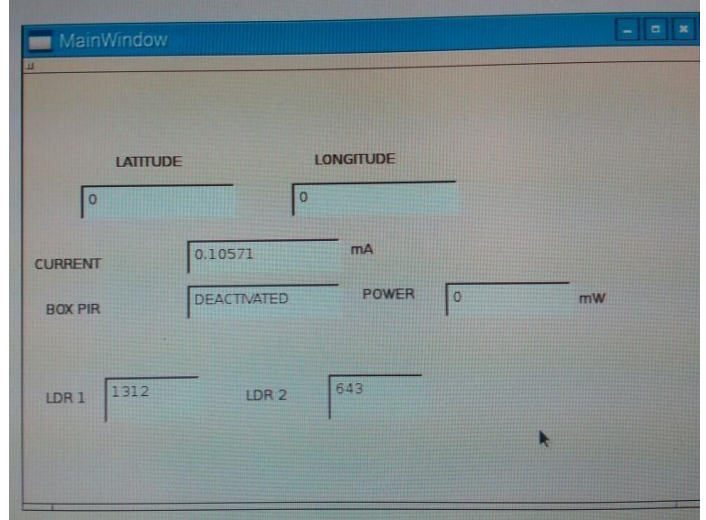 MainWindow
LATITUDE LONGITUDE
0 0
CURRENT 0.10571 mA
BOX PIR DEACTIVATED POWER 0 mW
LDR 1 1312 LDR 2 643